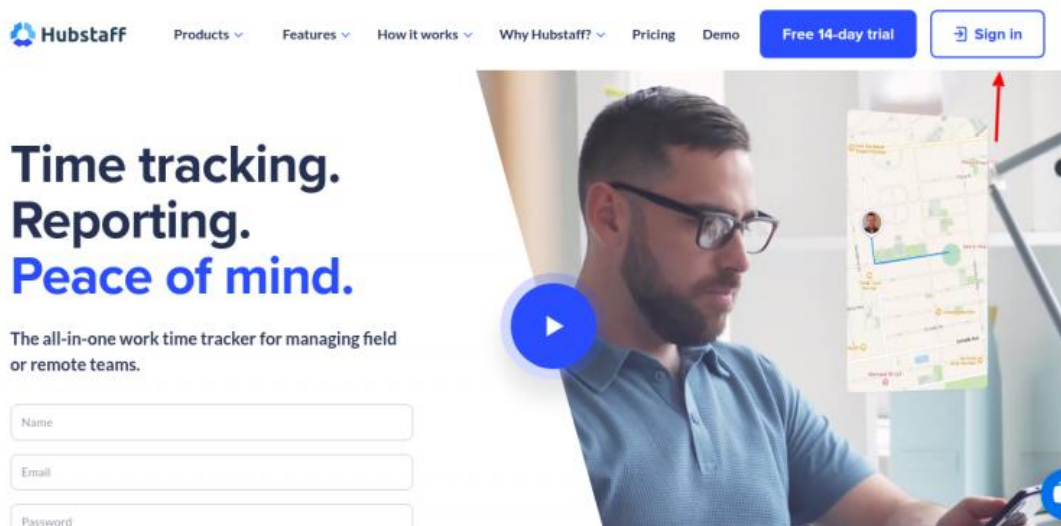 Hubstaff
Products
Features
How it works
Why Hubstaff?
Pricing
Demo
Free 14-day trial
Sign in
Time tracking.
Reporting.
Peace of mind.
The all-in-one work time tracker for managing field
or remote teams.
Name
Email
Password